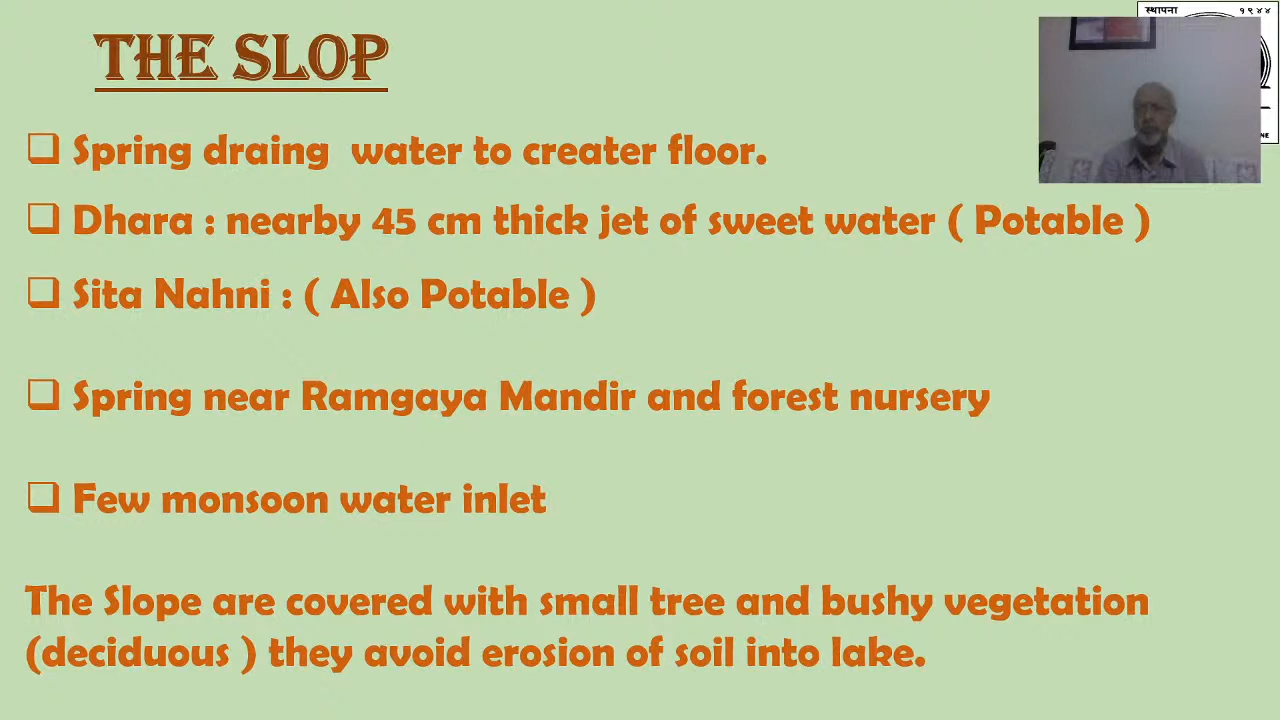 THE SLOP
स्थापना १९४४
Spring draing water to creater floor.
Dhara : nearby 45 cm thick jet of sweet water ( Potable )
Sita Nahni : ( Also Potable )
Spring near Ramgaya Mandir and forest nursery
Few monsoon water inlet
The Slope are covered with small tree and bushy vegetation
(deciduous ) they avoid erosion of soil into lake.